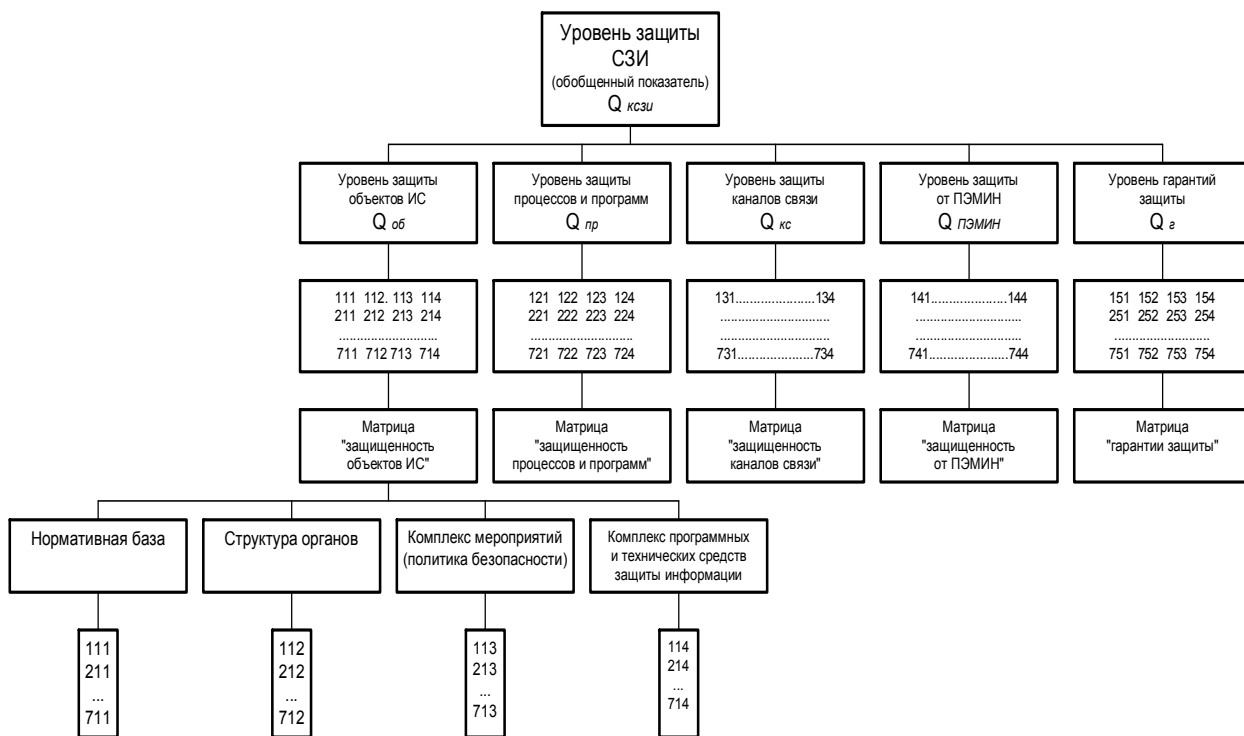 Уровень защиты
СЗИ
(обобщенный показатель)
Q ксзи
Уровень защиты
объектов ИС
Q об
Уровень защиты
процессов и программ
Q пр
Уровень защиты
каналов связи
Q кс
Уровень защиты
от ПЭМИН
Q ПЭМИН
Уровень гарантий
защиты
Q г
111 112. 113 114
211 212 213 214
.............................
711 712 713 714
121 122 123 124
221 222 223 224
..............................
721 722 723 724
131.......................134
................................
731......................734
141......................144
...............................
741.......................744
151 152 153 154
251 252 253 254
............................
751 752 753 754
Матрица
"защищенность
объектов ИС"
Матрица
"защищенность
процессов и программ"
Матрица
"защищенность
каналов связи"
Матрица
"защищенность
от ПЭМИН"
Матрица
"гарантии защиты"
Нормативная база
Структура органов
Комплекс мероприятий
(политика безопасности)
Комплекс программных
и технических средств
защиты информации
111
211
...
711
112
212
...
712
113
213
...
713
114
214
...
714